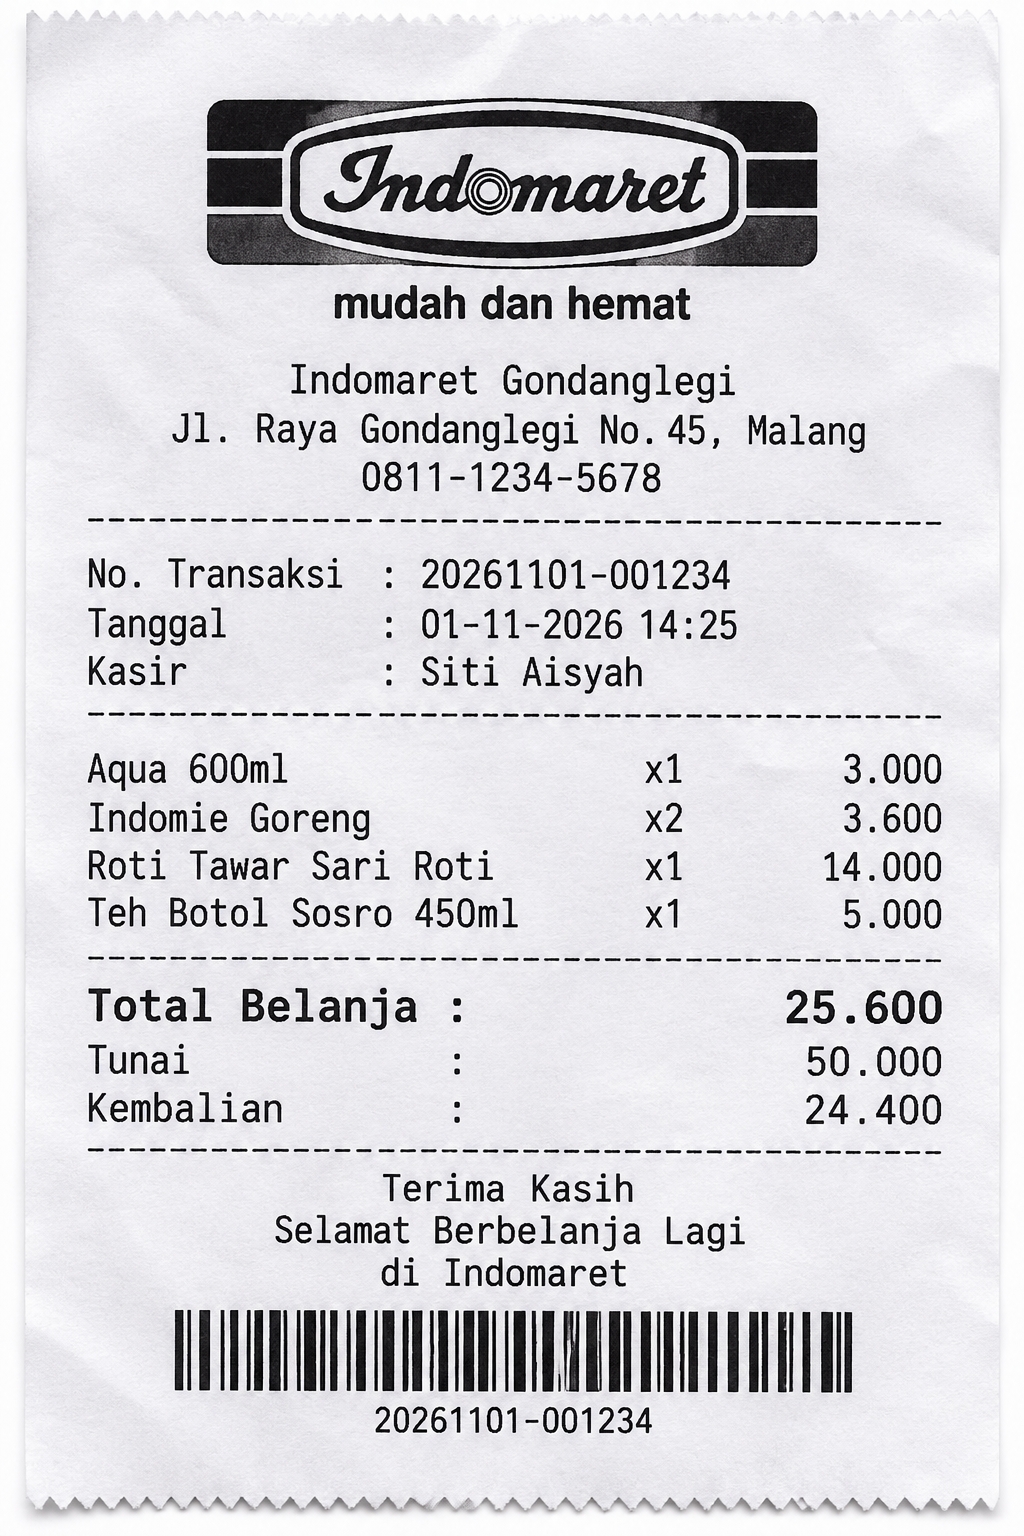 Indomaret
mudah dan hemat
Indomaret Gondanglegi
Jl. Raya Gondanglegi No. 45, Malang
0811-1234-5678
No. Transaksi : 20261101-001234
Tanggal : 01-11-2026 14:25
Kasir : Siti Aisyah
Aqua 600ml x1 3.000
Indomie Goreng x2 3.600
Roti Tawar Sari Roti x1 14.000
Teh Botol Sosro 450ml x1 5.000
Total Belanja : 25.600
Tunai : 50.000
Kembalian : 24.400
Terima Kasih
Selamat Berbelanja Lagi
di Indomaret
20261101-001234